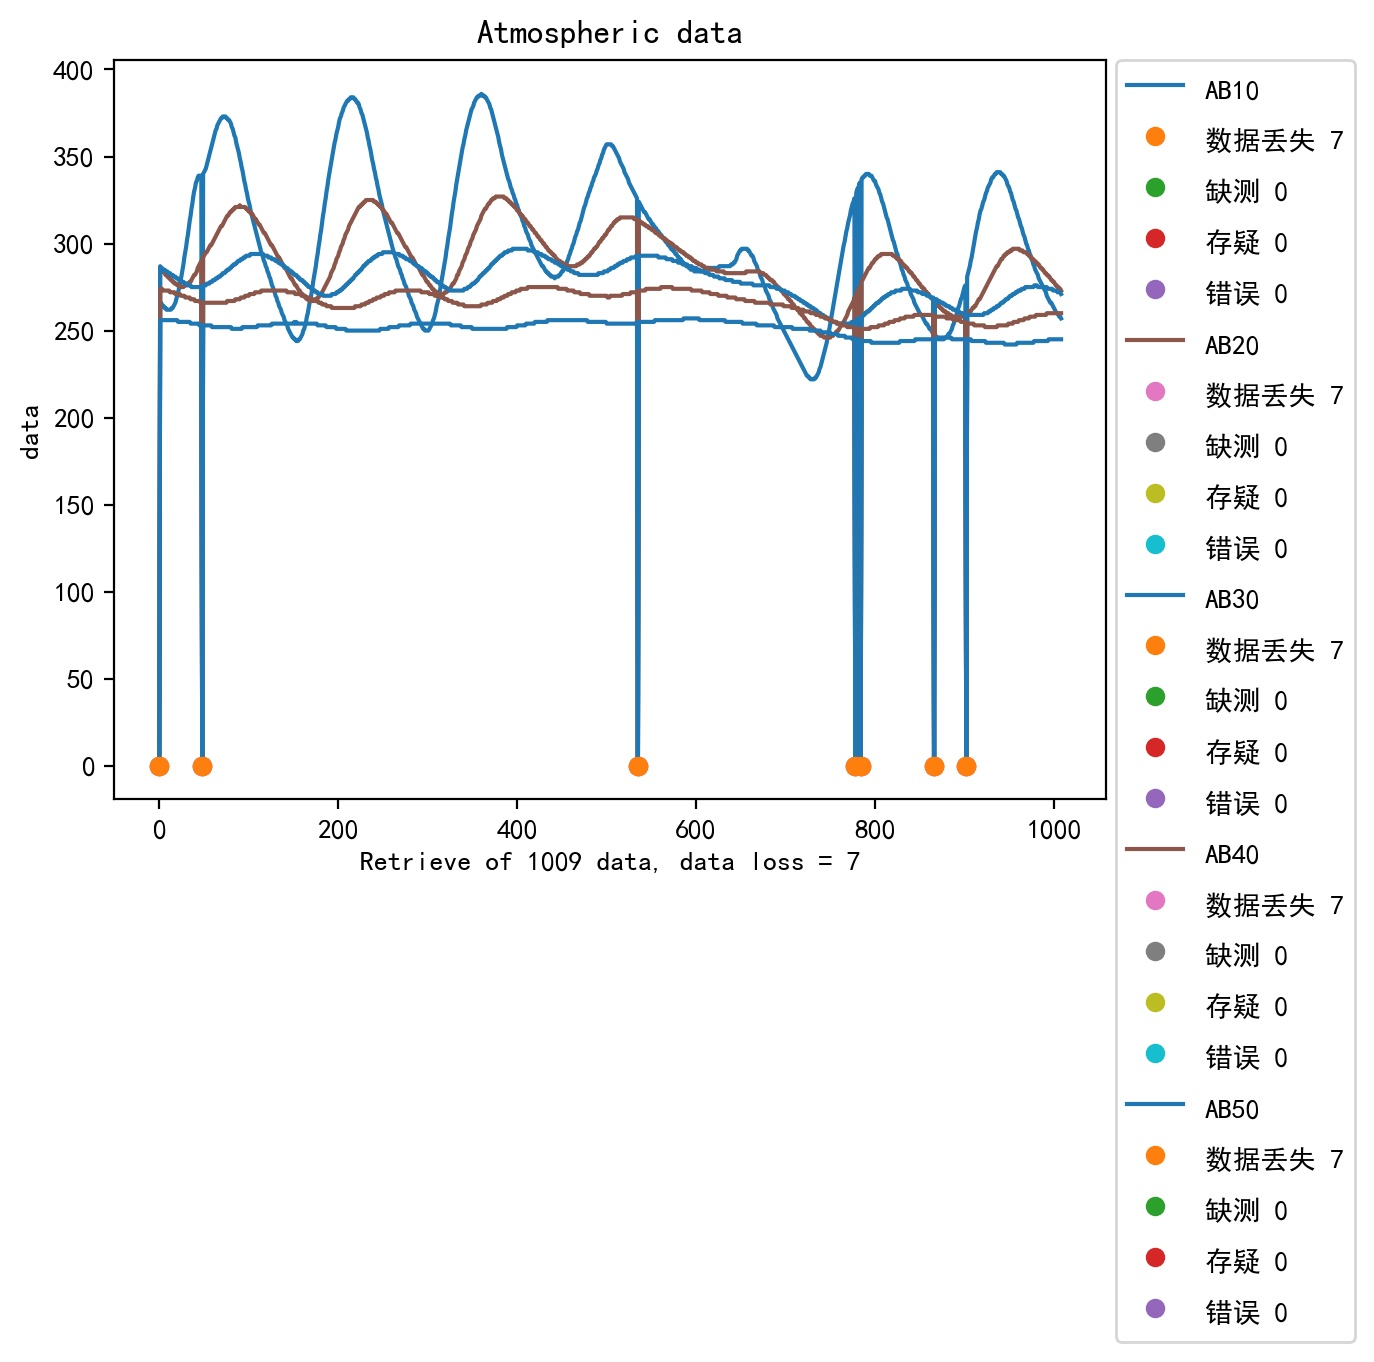 Atmospheric data
400
350
300
250
200
150
100
50
0
data
0 200 400 600 800 1000
Retrieve of 1009 data, data loss = 7
AB10
数据丢失 7
缺测 0
存疑 0
错误 0
AB20
数据丢失 7
缺测 0
存疑 0
错误 0
AB30
数据丢失 7
缺测 0
存疑 0
错误 0
AB40
数据丢失 7
缺测 0
存疑 0
错误 0
AB50
数据丢失 7
缺测 0
存疑 0
错误 0